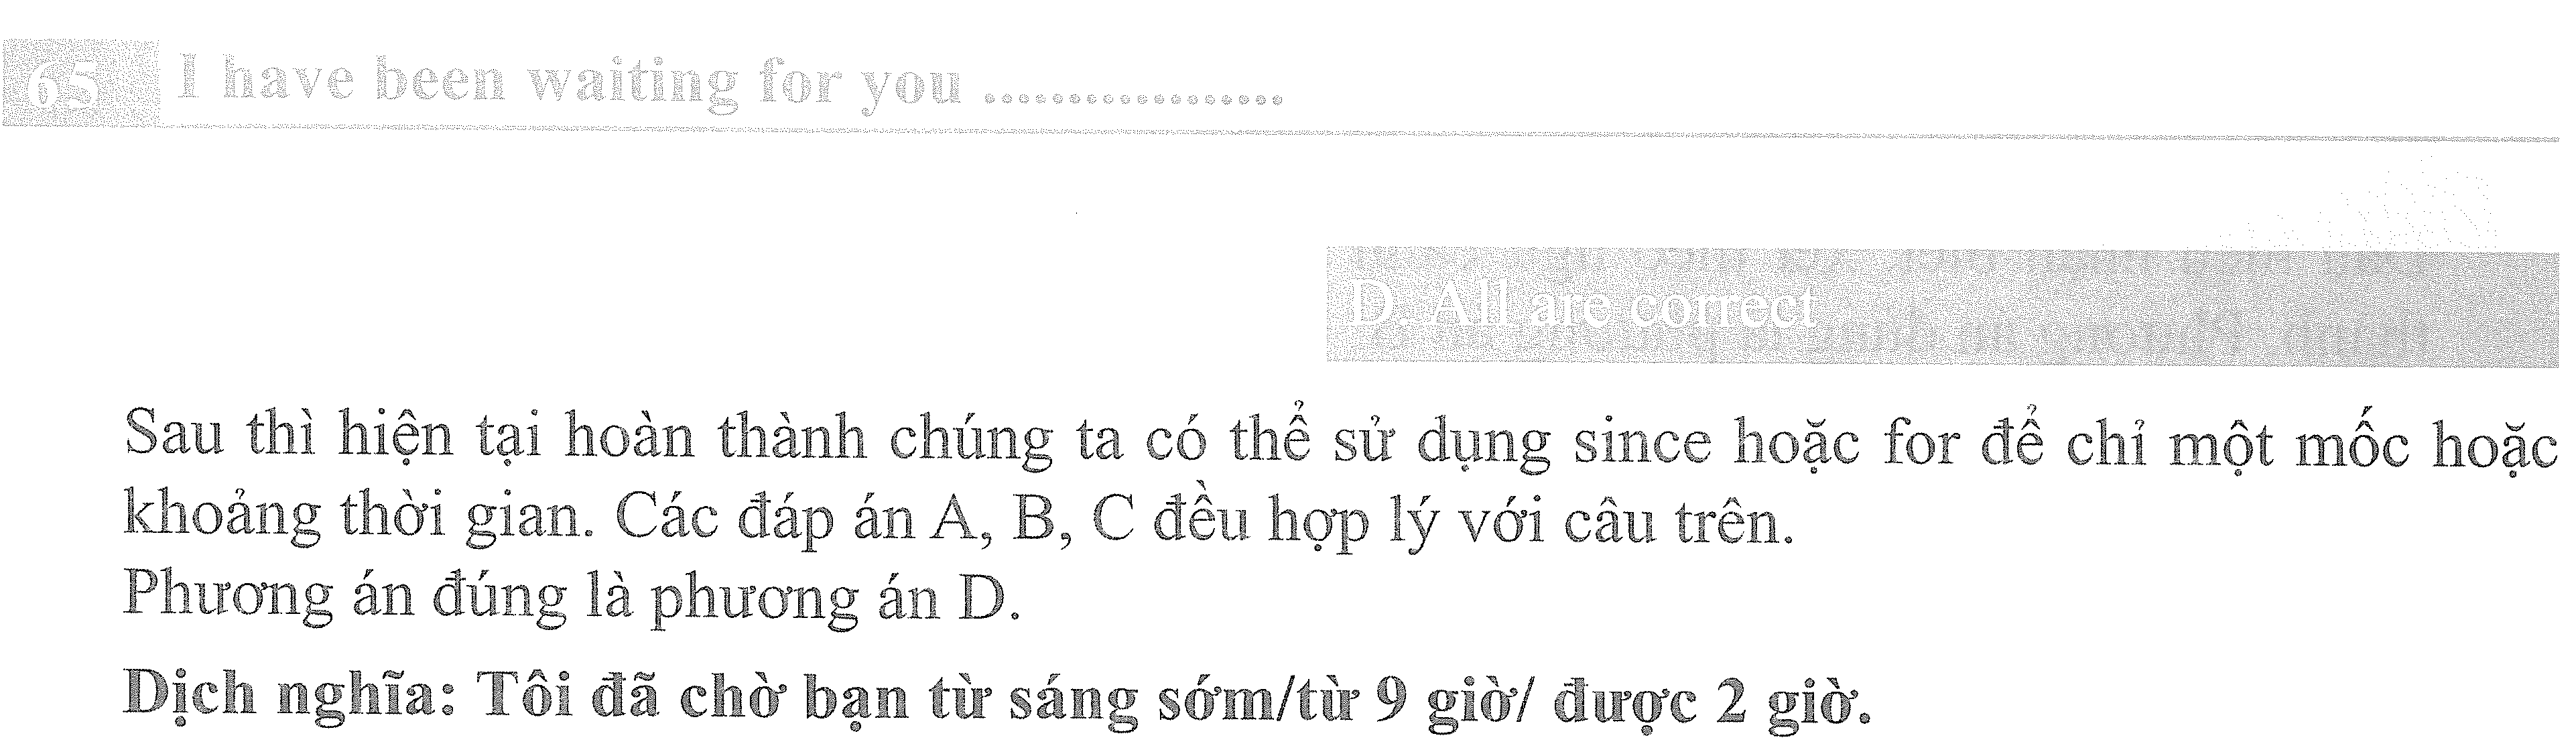 65 I have been waiting for you ..................
D. All are correct
Sau thì hiện tại hoàn thành chúng ta có thể sử dụng since hoặc for để chỉ một mốc hoặc
khoảng thời gian. Các đáp án A, B, C đều hợp lý với câu trên.
Phương án đúng là phương án D.
Dịch nghĩa: Tôi đã chờ bạn từ sáng sớm/từ 9 giờ/ được 2 giờ.